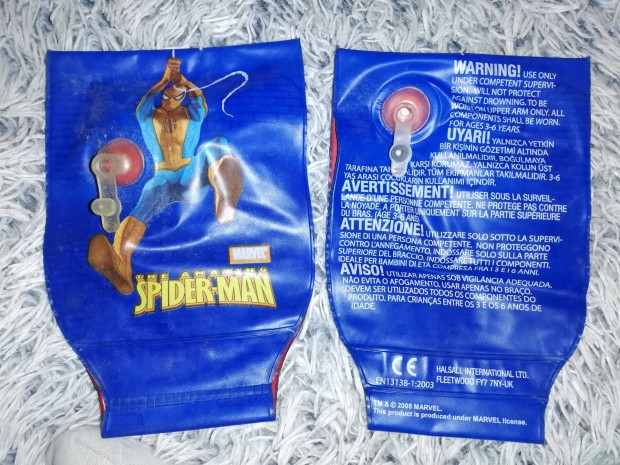 MARVEL
THE AMAZING
SPIDER-MAN
WARNING! USE ONLY
UNDER COMPETENT SUPERVI-
SION. WILL NOT PROTECT
AGAINST DROWNING. TO BE
WORN ON UPPER ARM ONLY. ALL
COMPONENTS SHALL BE WORN.
FOR AGES 3-6 YEARS.
UYARI! YALNIZCA YETKİN
BİR KİŞİNİN GÖZETİMİ ALTINDA
KULLANILMALIDIR. BOĞULMAYA
KARŞI KORUMAZ. YALNIZCA KOLUN ÜST
TARAFINA TAKILMALIDIR. TÜM EKİPMANLAR TAKILMALIDIR. 3-6
YAŞ ARASI ÇOCUKLARIN KULLANIMI İÇİNDİR.
AVERTISSEMENT! UTILISER SOUS LA SURVEIL-
LANCE D'UNE PERSONNE COMPETENTE. NE PROTEGE PAS CONTRE
LA NOYADE, A PORTER UNIQUEMENT SUR LA PARTIE SUPÉRIEURE
DU BRAS. (AGE 3-6 ANS)
ATTENZIONE! UTILIZZARE SOLO SOTTO LA SUPERVI-
SIONE DI UNA PERSONA COMPETENTE. NON PROTEGGONO
CONTRO L'ANNEGAMENTO. INDOSSARE SOLO SULLA PARTE
SUPERIORE DEL BRACCIO. INDOSSARE TUTTI I COMPONENTI.
IDEALE PER BAMBINI DI ETÀ COMPRESA FRA I 3 E I 6 ANNI.
AVISO! UTILIZAR APENAS SOB VIGILÂNCIA ADEQUADA.
NÃO EVITA O AFOGAMENTO. USAR APENAS NO BRAÇO.
DEVEM SER UTILIZADOS TODOS OS COMPONENTES DO
PRODUTO. PARA CRIANÇAS ENTRE OS 3 E OS 6 ANOS DE
IDADE.
CE
EN13138-1:2003
HALSALL INTERNATIONAL LTD.
FLEETWOOD FY7 7NY-UK
TM & © 2008 MARVEL.
This product is produced under MARVEL license.